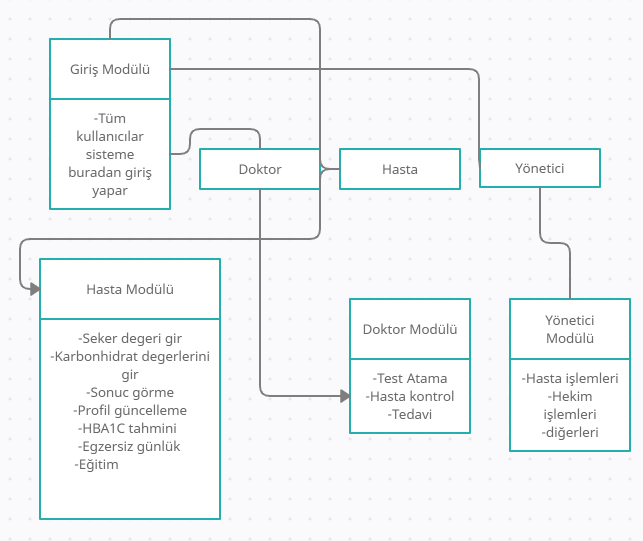 Giriş Modülü
-Tüm
kullanıcılar
sisteme
buradan giriş
yapar
Doktor
Hasta
Yönetici
Hasta Modülü
-Seker degeri gir
-Karbonhidrat degerlerini
gir
-Sonuc görme
-Profil güncelleme
-HBA1C tahmini
-Egzersiz günlük
-Eğitim
Doktor Modülü
-Test Atama
-Hasta kontrol
-Tedavi
Yönetici
Modülü
-Hasta işlemleri
-Hekim
işlemleri
-diğerleri